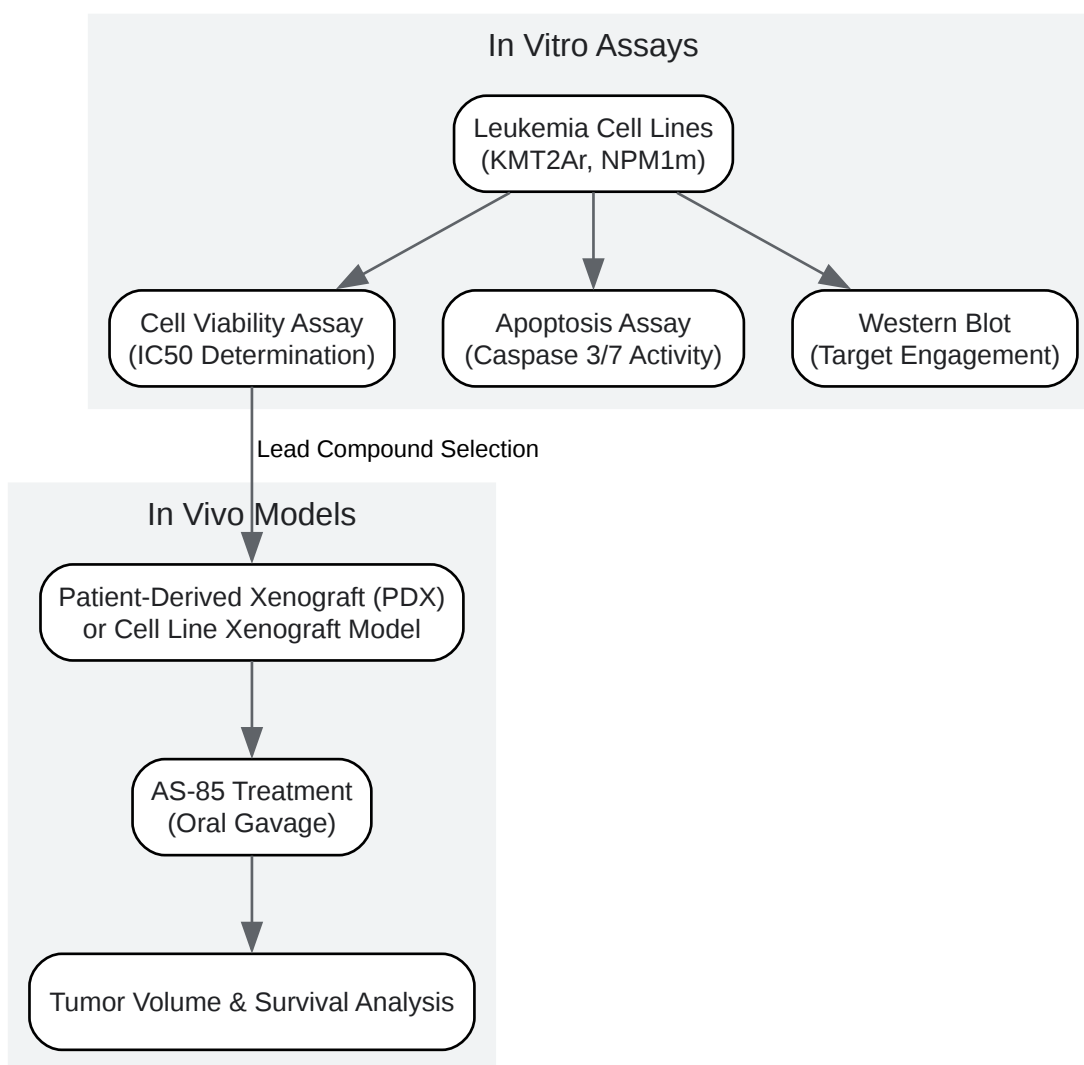 In Vitro Assays
Leukemia Cell Lines
(KMT2Ar, NPM1m)
Cell Viability Assay
(IC50 Determination)
Apoptosis Assay
(Caspase 3/7 Activity)
Western Blot
(Target Engagement)
Lead Compound Selection
In Vivo Models
Patient-Derived Xenograft (PDX)
or Cell Line Xenograft Model
AS-85 Treatment
(Oral Gavage)
Tumor Volume & Survival Analysis